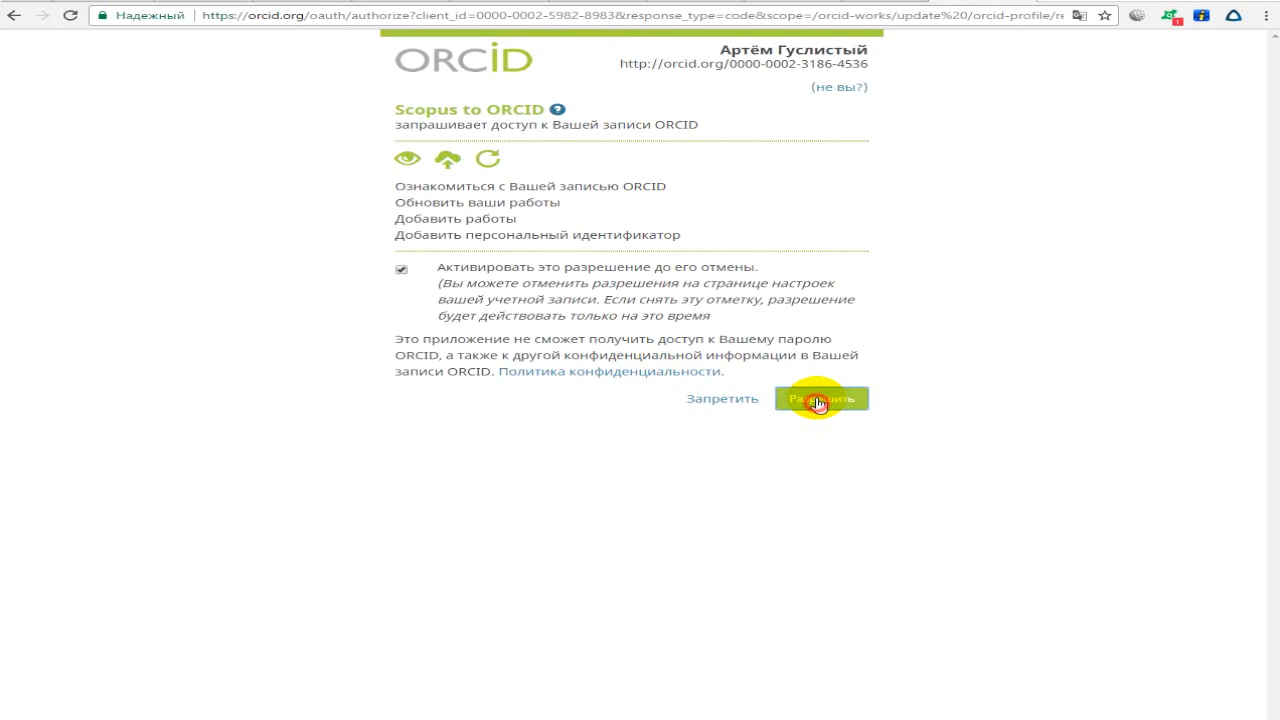 Надежный https://orcid.org/oauth/authorize?client_id=0000-0002-5982-8983&response_type=code&scope=/orcid-works/update%20/orcid-profile/re
ORCiD
Артём Гуслистый
http://orcid.org/0000-0002-3186-4536
(не вы?)
Scopus to ORCID ?
запрашивает доступ к Вашей записи ORCID
Ознакомиться с Вашей записью ORCID
Обновить ваши работы
Добавить работы
Добавить персональный идентификатор
Активировать это разрешение до его отмены.
(Вы можете отменить разрешения на странице настроек
вашей учетной записи. Если снять эту отметку, разрешение
будет действовать только на это время
Это приложение не сможет получить доступ к Вашему паролю
ORCID, а также к другой конфиденциальной информации в Вашей
записи ORCID. Политика конфиденциальности.
Запретить Разрешить